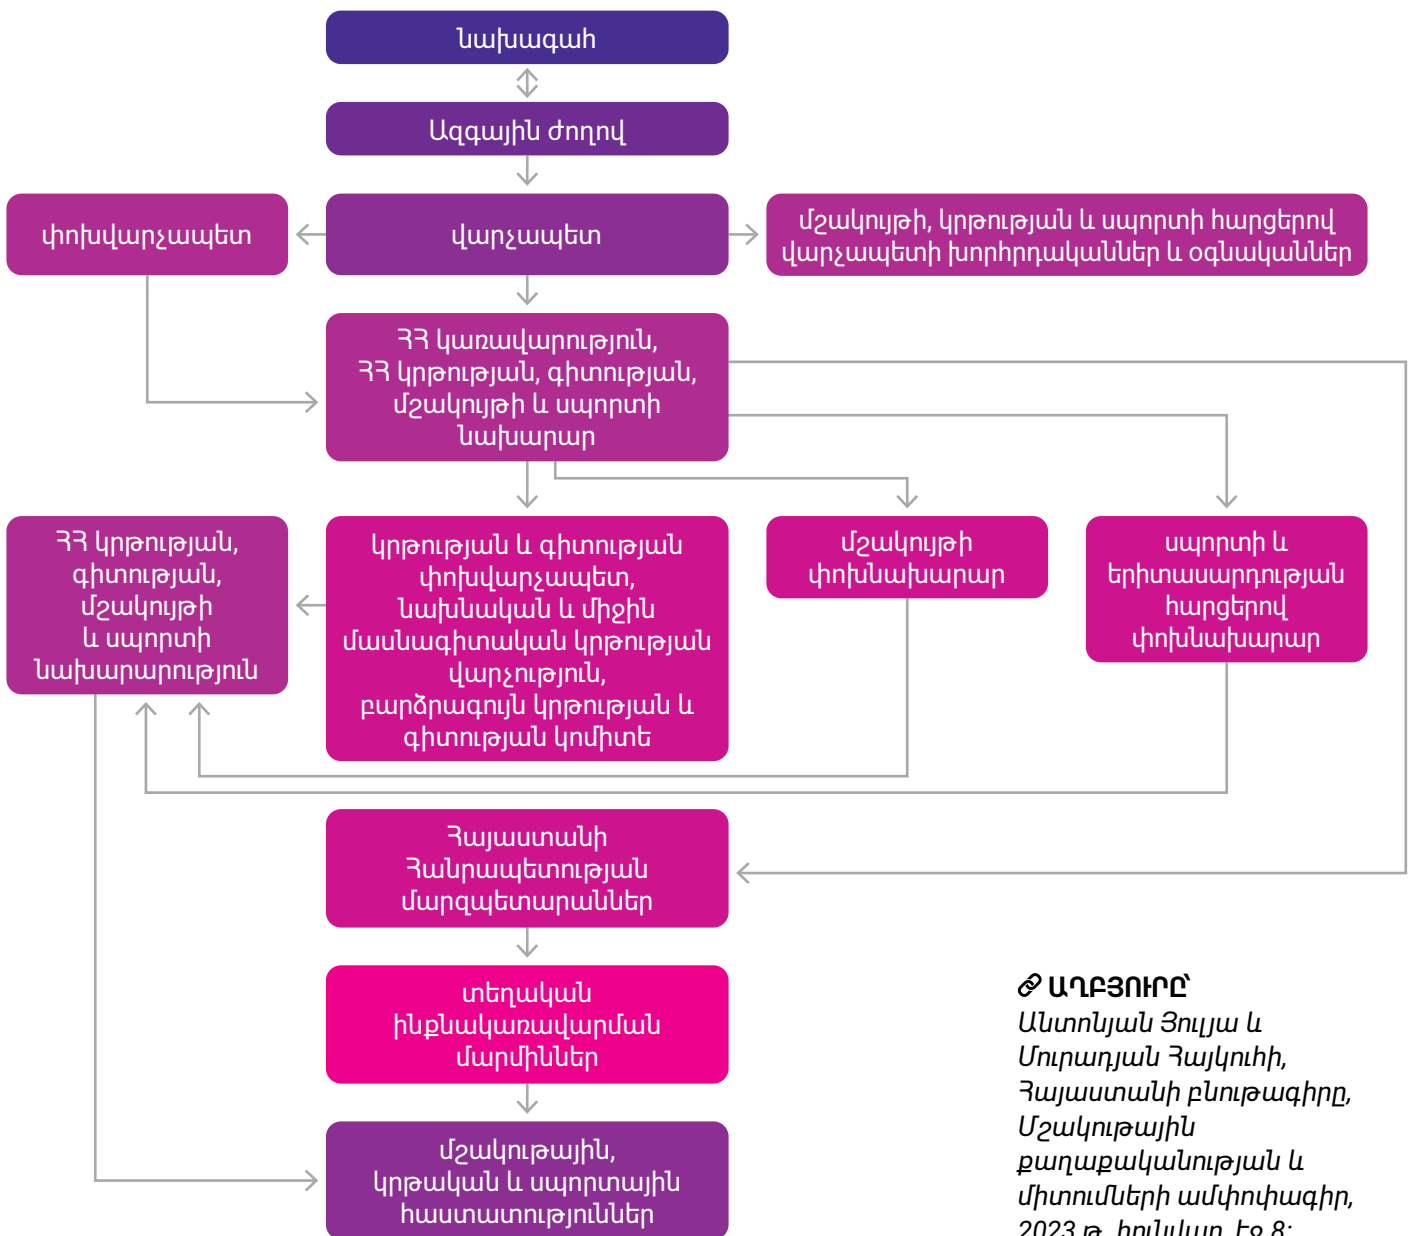 նախագահ
Ազգային ժողով
փոխվարչապետ
վարչապետ
մշակույթի, կրթության և սպորտի հարցերով
վարչապետի խորհրդականներ և օգնականներ
ՀՀ կառավարություն,
ՀՀ կրթության, գիտության,
մշակույթի և սպորտի
նախարար
ՀՀ կրթության,
գիտության,
մշակույթի
և սպորտի
նախարարություն
կրթության և գիտության
փոխվարչապետ,
նախնական և միջին
մասնագիտական կրթության
վարչություն,
բարձրագույն կրթության և
գիտության կոմիտե
մշակույթի
փոխնախարար
սպորտի և
երիտասարդության
հարցերով
փոխնախարար
Հայաստանի
Հանրապետության
մարզպետարաններ
տեղական
ինքնակառավարման
մարմիններ
մշակութային,
կրթական և սպորտային
հաստատություններ
ԱՂԲՅՈՒՐԸ՝
Անտոնյան Յուլյա և
Մուրադյան Հայկուհի,
Հայաստանի բնութագիրը,
Մշակութային
քաղաքականության և
միտումների ամփոփագիր,
2023 թ. հունվար, էջ 8: